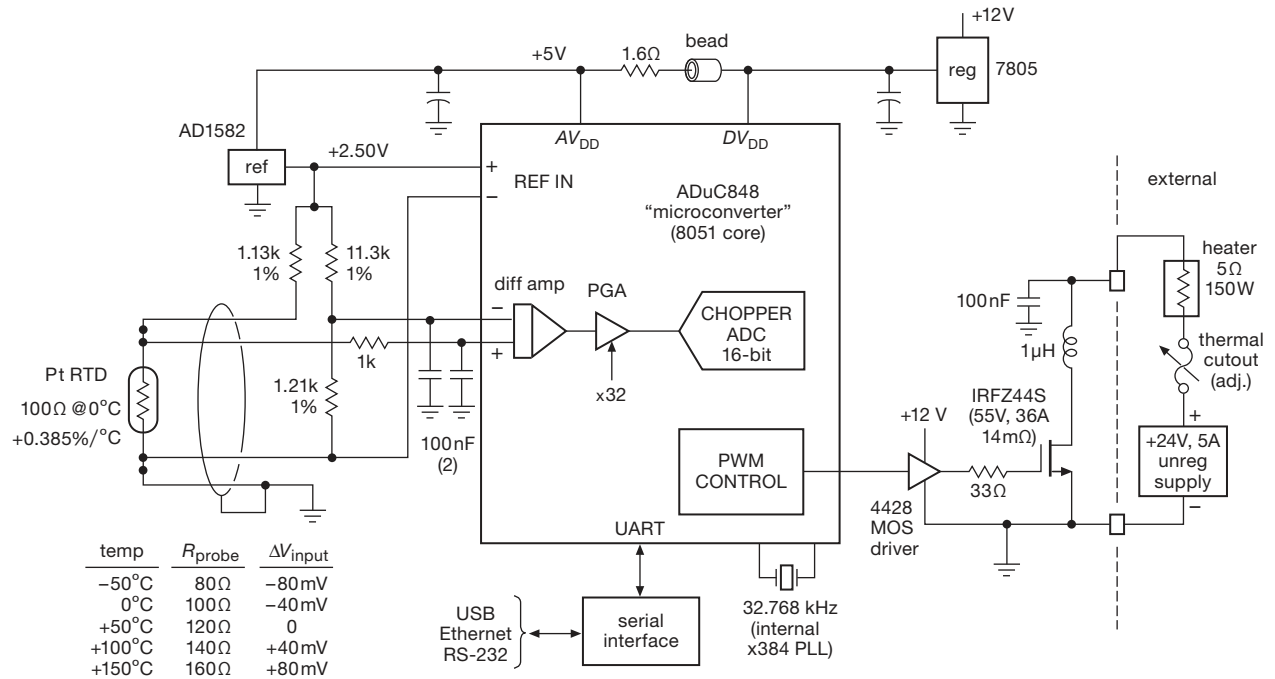 +12V
bead
+5V
1.6Ω
reg
7805
AD1582
AV_DD
DV_DD
ref
+2.50V
+
REF IN
−
ADuC848
“microconverter”
(8051 core)
external
1.13k
1%
11.3k
1%
diff amp
PGA
−
+
CHOPPER
ADC
16-bit
x32
heater
5Ω
150W
100nF
1µH
thermal
cutout
(adj.)
1k
Pt RTD
100Ω @0°C
+0.385%/°C
1.21k
1%
100nF
(2)
IRFZ44S
(55V, 36A
14mΩ)
+12 V
PWM
CONTROL
33Ω
4428
MOS
driver
+
+24V, 5A
unreg
supply
−
UART
temp R_probe ΔV_input
−50°C 80Ω −80mV
0°C 100Ω −40mV
+50°C 120Ω 0
+100°C 140Ω +40mV
+150°C 160Ω +80mV
USB
Ethernet
RS-232
serial
interface
32.768 kHz
(internal
x384 PLL)